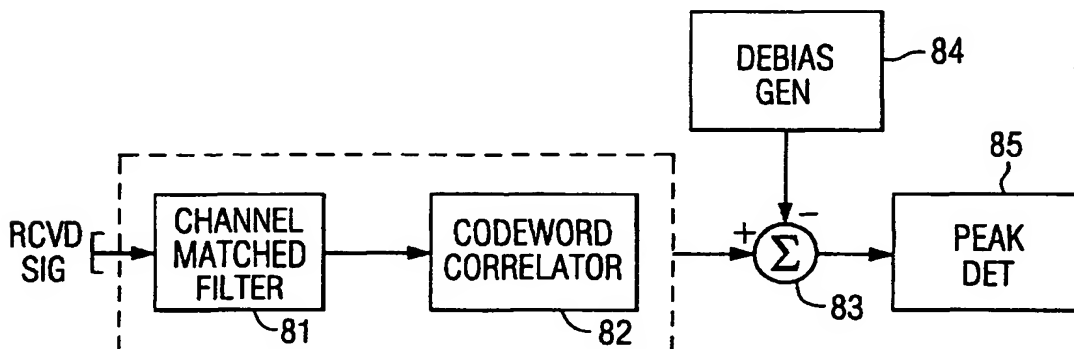 DEBIAS
GEN
84
85
RCVD
SIG
CHANNEL
MATCHED
FILTER
81
CODEWORD
CORRELATOR
82
+
−
Σ
83
PEAK
DET